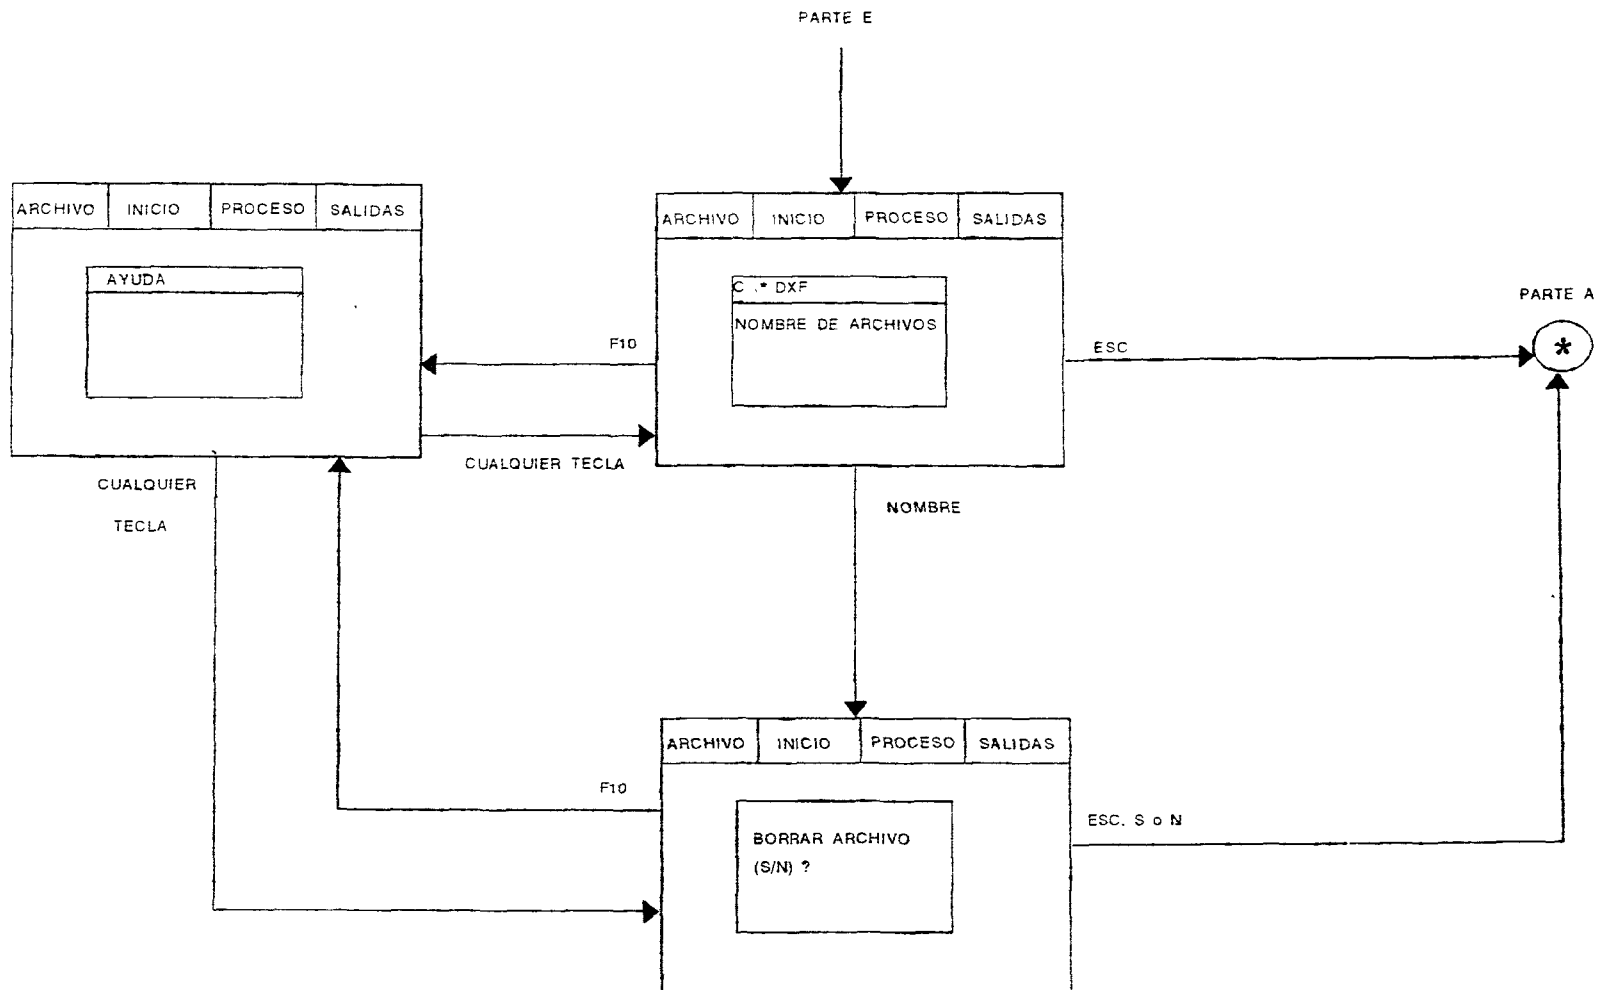 PARTE E
ARCHIVO INICIO PROCESO SALIDAS
AYUDA
ARCHIVO INICIO PROCESO SALIDAS
C .* DXF
NOMBRE DE ARCHIVOS
F10
CUALQUIER TECLA
ESC
PARTE A
*
CUALQUIER
TECLA
NOMBRE
ARCHIVO INICIO PROCESO SALIDAS
F10
BORRAR ARCHIVO
(S/N) ?
ESC. S o N